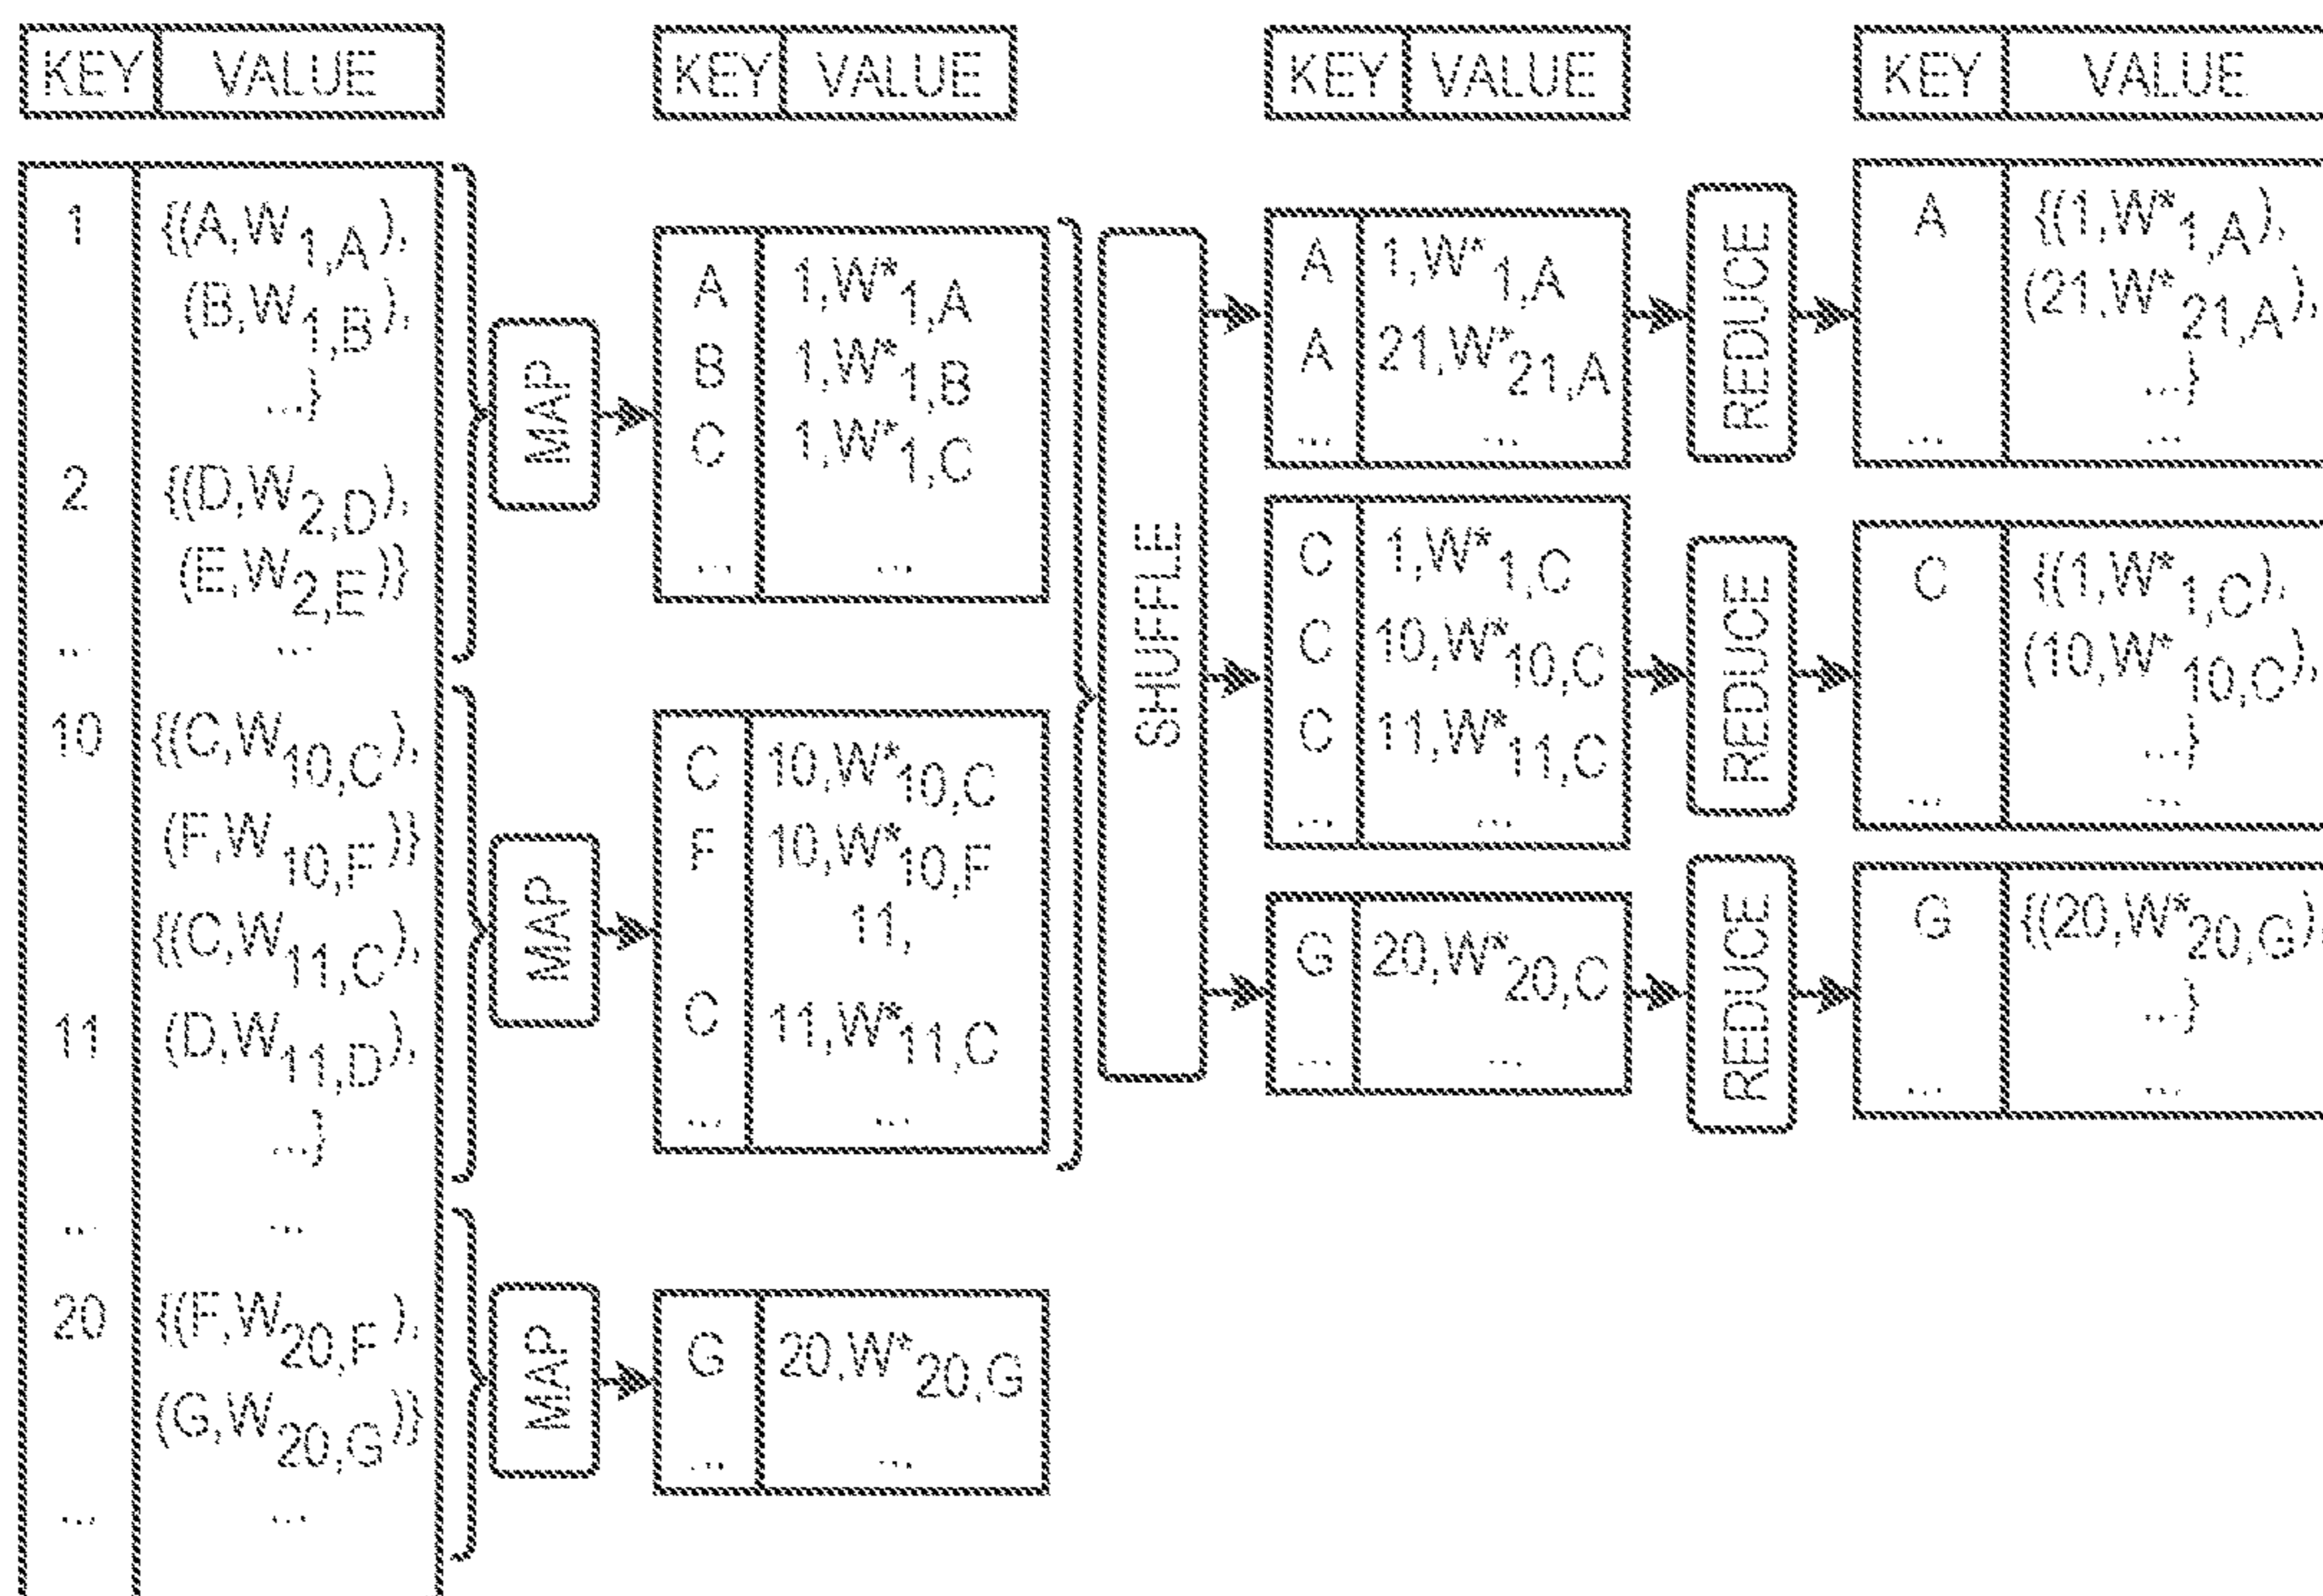 KEY VALUE
KEY VALUE
KEY VALUE
KEY VALUE
1 {(A,W1,A),
(B,W1,B),
...}
2 {(D,W2,D),
(E,W2,E)}
... ...
10 {(C,W10,C),
(F,W10,F)}
{(C,W11,C),
11 (D,W11,D),
...}
... ...
20 {(F,W20,F),
(G,W20,G)}
... ...
MAP
MAP
MAP
A 1,W*1,A
B 1,W*1,B
C 1,W*1,C
... ...
C 10,W*10,C
F 10,W*10,F
11,
C 11,W*11,C
... ...
G 20,W*20,G
... ...
SHUFFLE
A 1,W*1,A
A 21,W*21,A
... ...
C 1,W*1,C
C 10,W*10,C
C 11,W*11,C
... ...
G 20,W*20,C
... ...
REDUCE
REDUCE
REDUCE
A {(1,W*1,A),
(21,W*21,A),
...}
... ...
C {(1,W*1,C),
(10,W*10,C),
...}
... ...
G {(20,W*20,G),
...}
... ...